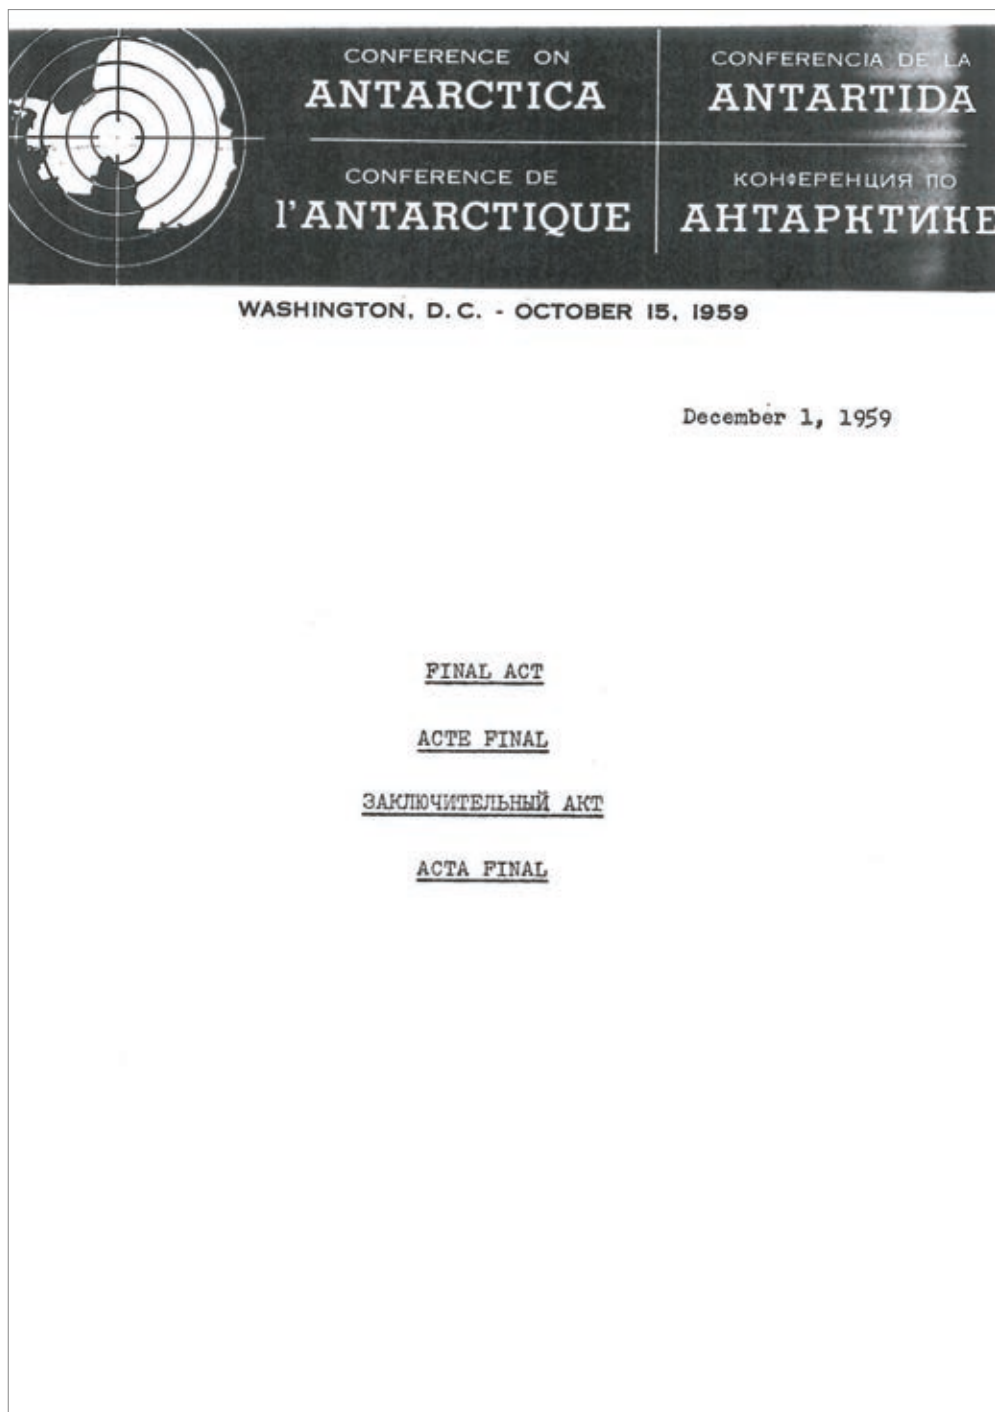 CONFERENCE ON
ANTARCTICA
CONFERENCIA DE LA
ANTARTIDA
CONFERENCE DE
l'ANTARCTIQUE
КОНФЕРЕНЦИЯ ПО
АНТАРКТИКЕ
WASHINGTON, D.C. - OCTOBER 15, 1959
December 1, 1959
FINAL ACT
ACTE FINAL
ЗАКЛЮЧИТЕЛЬНЫЙ АКТ
ACTA FINAL